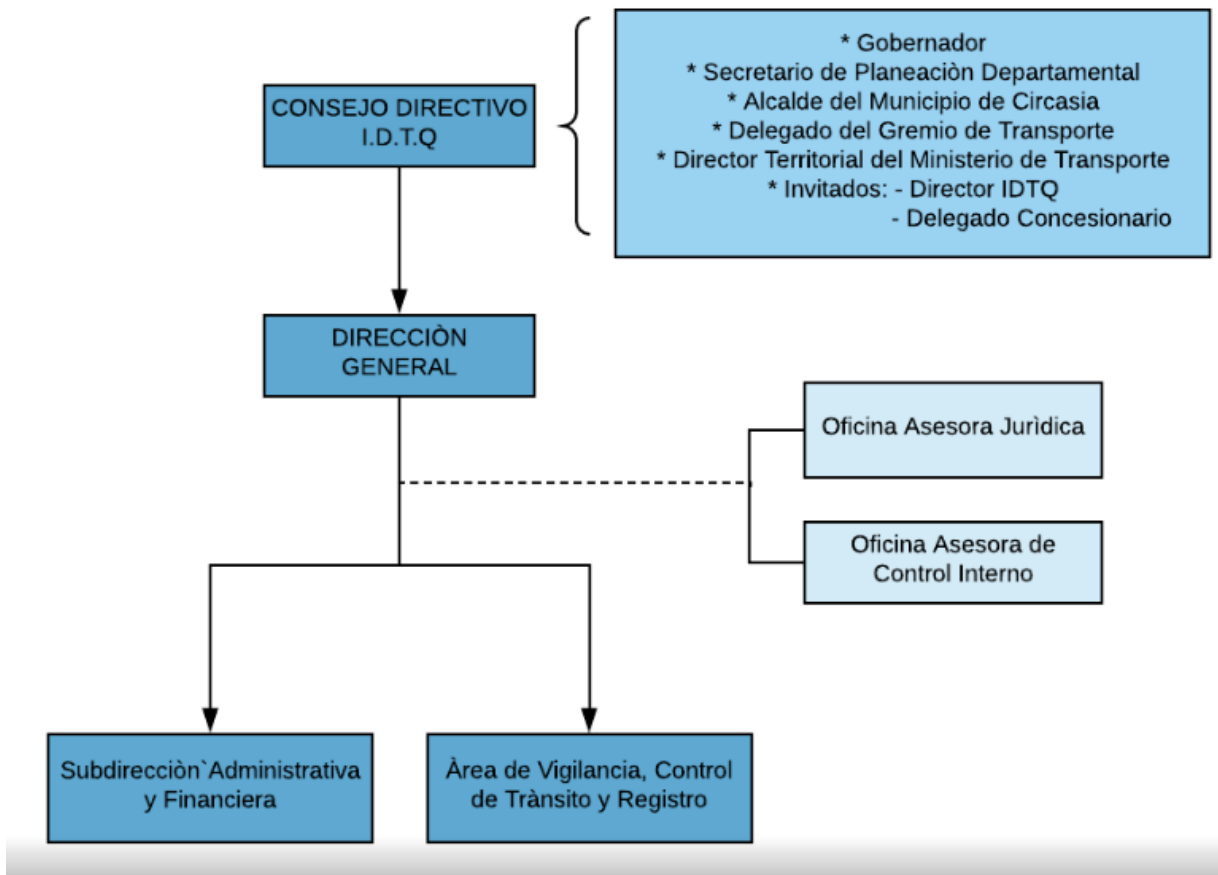 CONSEJO DIRECTIVO
I.D.T.Q
* Gobernador
* Secretario de Planeaciòn Departamental
* Alcalde del Municipio de Circasia
* Delegado del Gremio de Transporte
* Director Territorial del Ministerio de Transporte
* Invitados: - Director IDTQ
- Delegado Concesionario
DIRECCIÒN
GENERAL
Oficina Asesora Jurìdica
Oficina Asesora de
Control Interno
Subdirecciòn`Administrativa
y Financiera
Àrea de Vigilancia, Control
de Trànsito y Registro